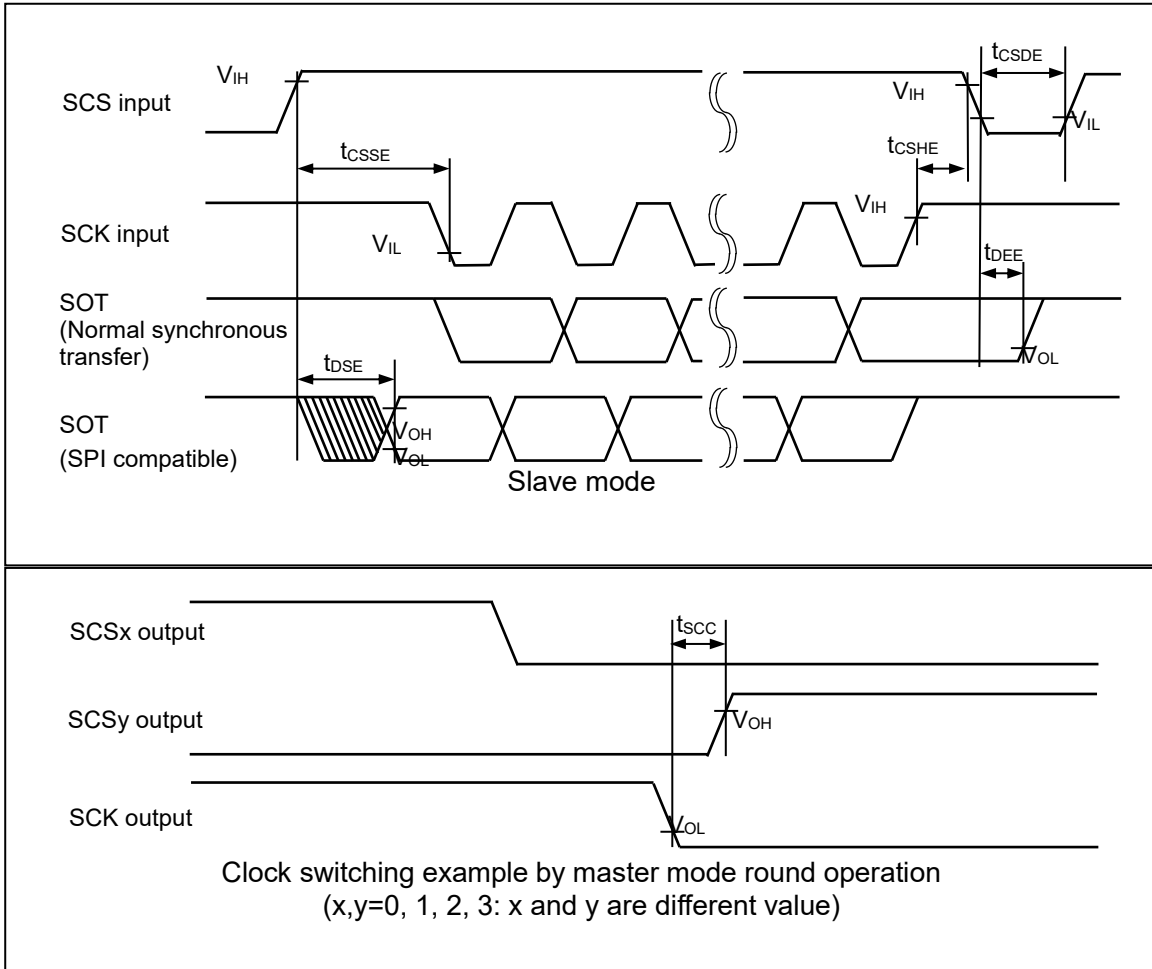 tCSDE
VIH
SCS input
VIH
VIL
tCSSE
tCSHE
VIH
SCK input
VIL
tDEE
SOT
(Normal synchronous
transfer)
VOL
tDSE
SOT
VOH
(SPI compatible)
VOL
Slave mode
SCSx output
tSCC
SCSy output
VOH
SCK output
VOL
Clock switching example by master mode round operation
(x,y=0, 1, 2, 3: x and y are different value)